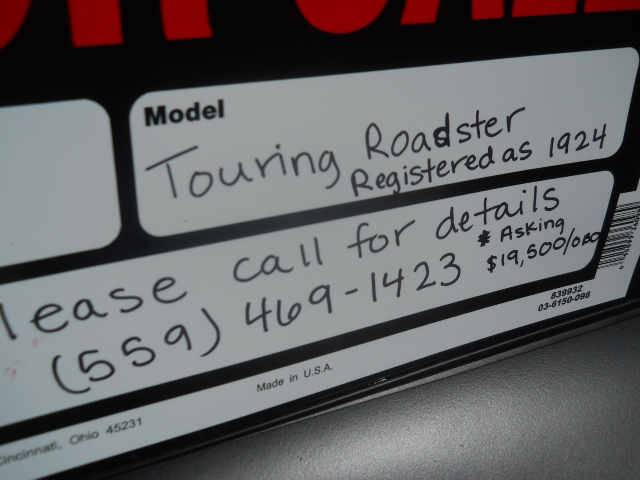 Model
Touring Roadster
Registered as 1924
lease call for details
(559) 469-1423
* Asking
$19,500/OBO
839932
03-6150-098
Made in U.S.A.
Cincinnati, Ohio 45231